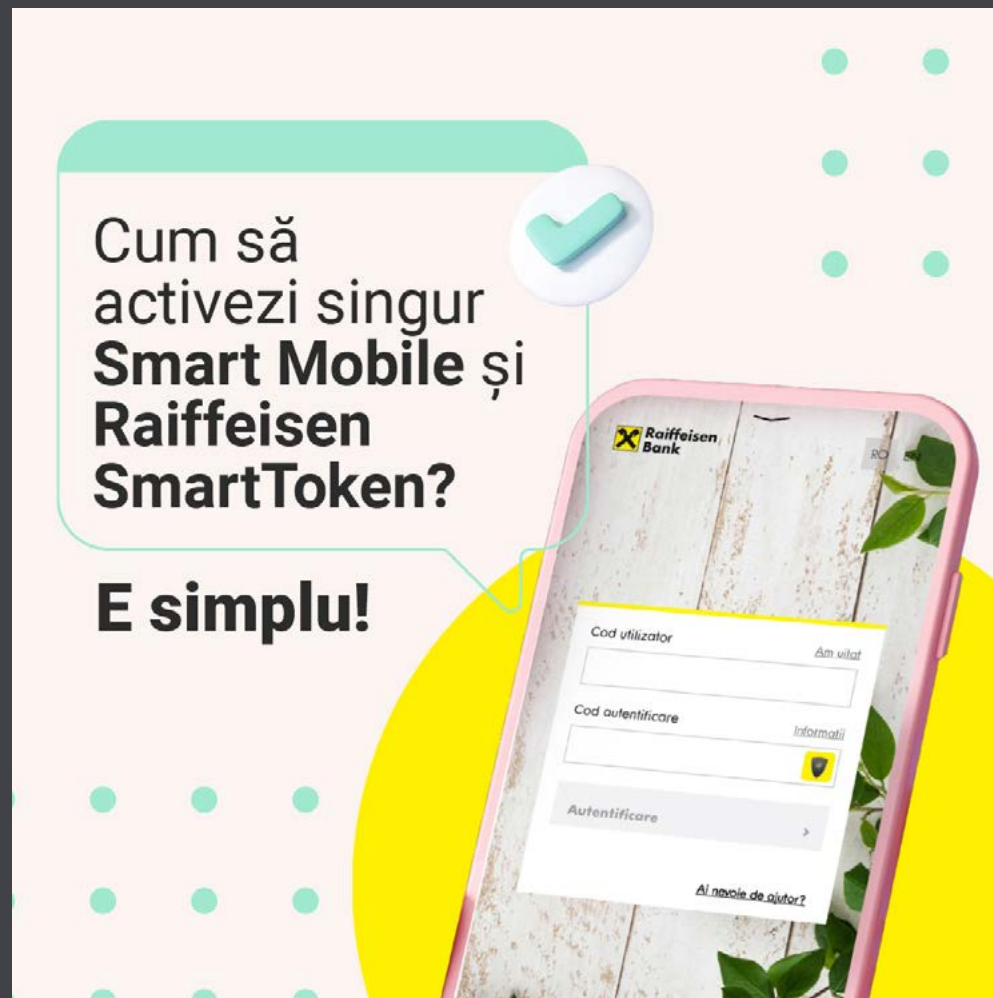 Cum să
activezi singur
Smart Mobile și
Raiffeisen
SmartToken?
E simplu!
Raiffeisen
Bank
RO
Cod utilizator
Am uitat
Cod autentificare
Informatii
Autentificare
Ai nevoie de ajutor?